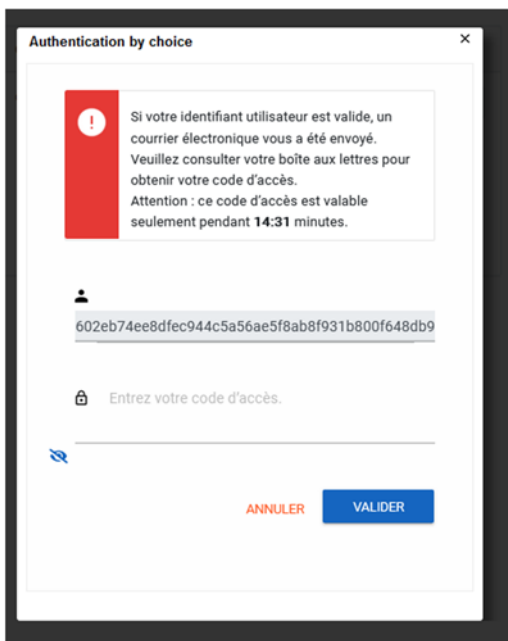 Authentication by choice
Si votre identifiant utilisateur est valide, un
courrier électronique vous a été envoyé.
Veuillez consulter votre boîte aux lettres pour
obtenir votre code d'accès.
Attention : ce code d'accès est valable
seulement pendant 14:31 minutes.
602eb74ee8dfec944c5a56ae5f8ab8f931b800f648db9
Entrez votre code d'accès.
ANNULER VALIDER